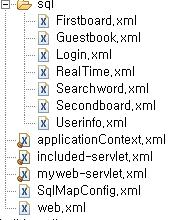 sql
Firstboard.xml
Guestbook.xml
Login.xml
RealTime.xml
Searchword.xml
Secondboard.xml
Userinfo.xml
applicationContext.xml
included-servlet.xml
myweb-servlet.xml
SqlMapConfig.xml
web.xml